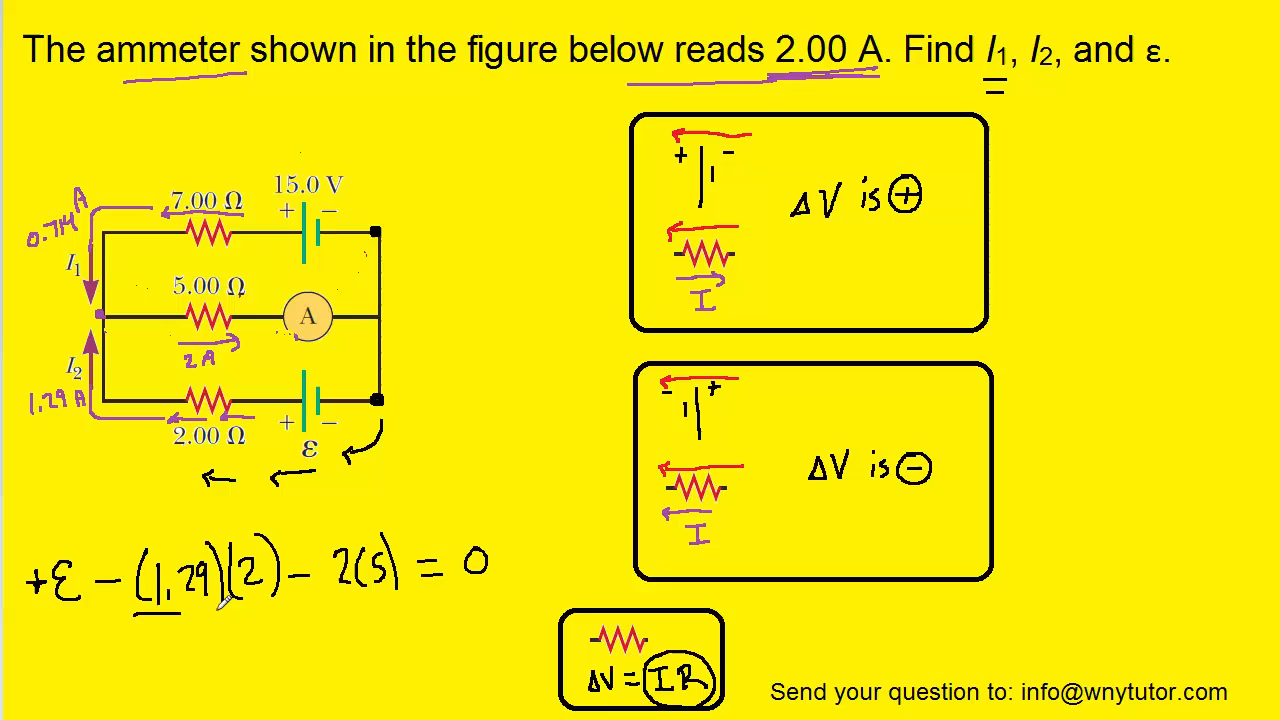 The ammeter shown in the figure below reads 2.00 A. Find I1, I2, and ε.
+ -
ΔV is +
I
15.0 V
7.00 Ω
+ −
0.714 A
I1
5.00 Ω
A
2 A
I2
1.29 A
2.00 Ω
+ −
ε
- +
ΔV is -
I
+ε - (1.29)(2) - 2(5) = 0
ΔV = IR
Send your question to: info@wnytutor.com